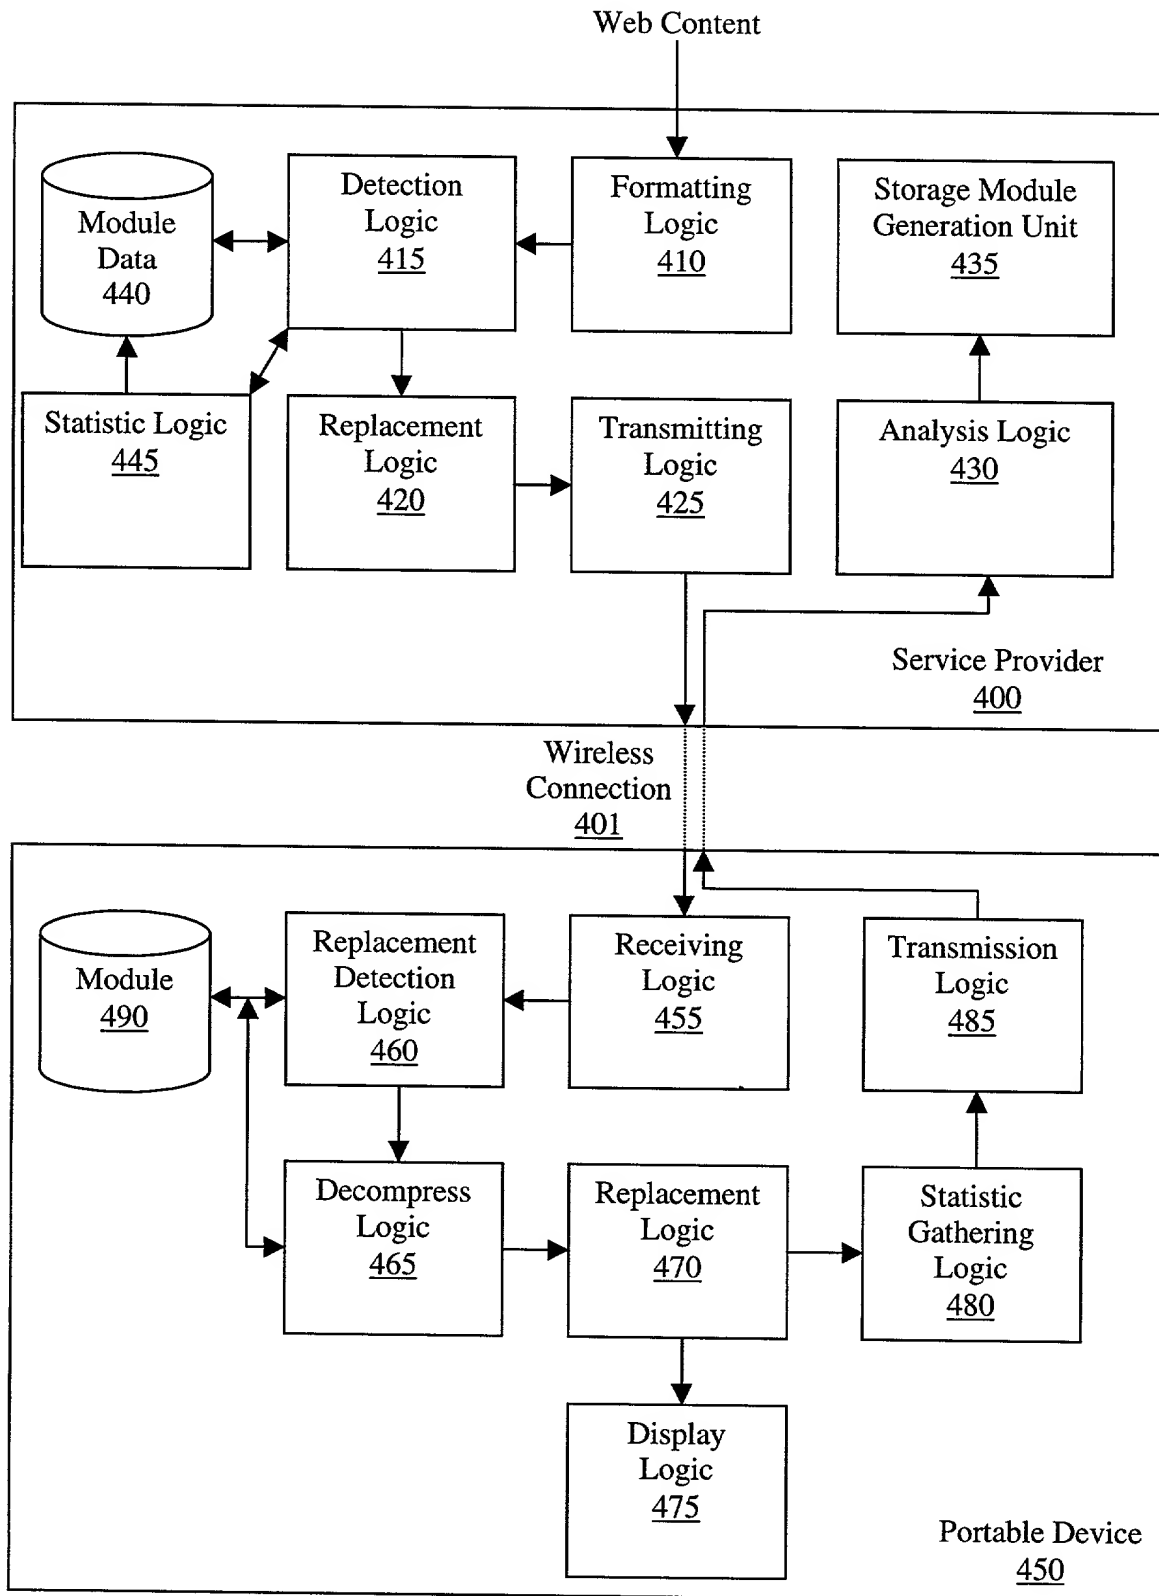 Web Content
Module
Data
440
Detection
Logic
415
Formatting
Logic
410
Storage Module
Generation Unit
435
Statistic Logic
445
Replacement
Logic
420
Transmitting
Logic
425
Analysis Logic
430
Service Provider
400
Wireless
Connection
401
Module
490
Replacement
Detection
Logic
460
Receiving
Logic
455
Transmission
Logic
485
Decompress
Logic
465
Replacement
Logic
470
Statistic
Gathering
Logic
480
Display
Logic
475
Portable Device
450